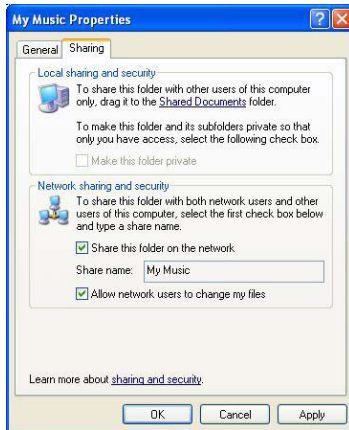 My Music Properties
General Sharing
Local sharing and security
To share this folder with other users of this computer
only, drag it to the Shared Documents folder.
To make this folder and its subfolders private so that
only you have access, select the following check box.
Make this folder private
Network sharing and security
To share this folder with both network users and other
users of this computer, select the first check box below
and type a share name.
Share this folder on the network
Share name: My Music
Allow network users to change my files
Learn more about sharing and security.
OK Cancel Apply